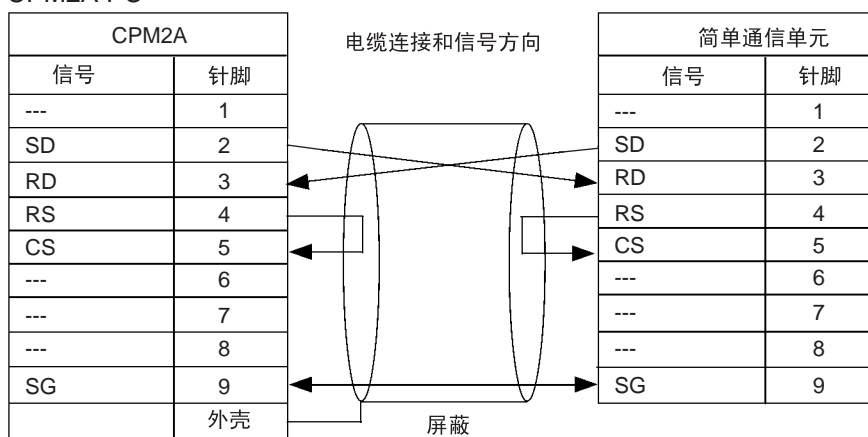 CPM2A 电缆连接和信号方向 简单通信单元
信号 针脚 信号 针脚
--- 1 --- 1
SD 2 SD 2
RD 3 RD 3
RS 4 RS 4
CS 5 CS 5
--- 6 --- 6
--- 7 --- 7
--- 8 --- 8
SG 9 SG 9
外壳 屏蔽